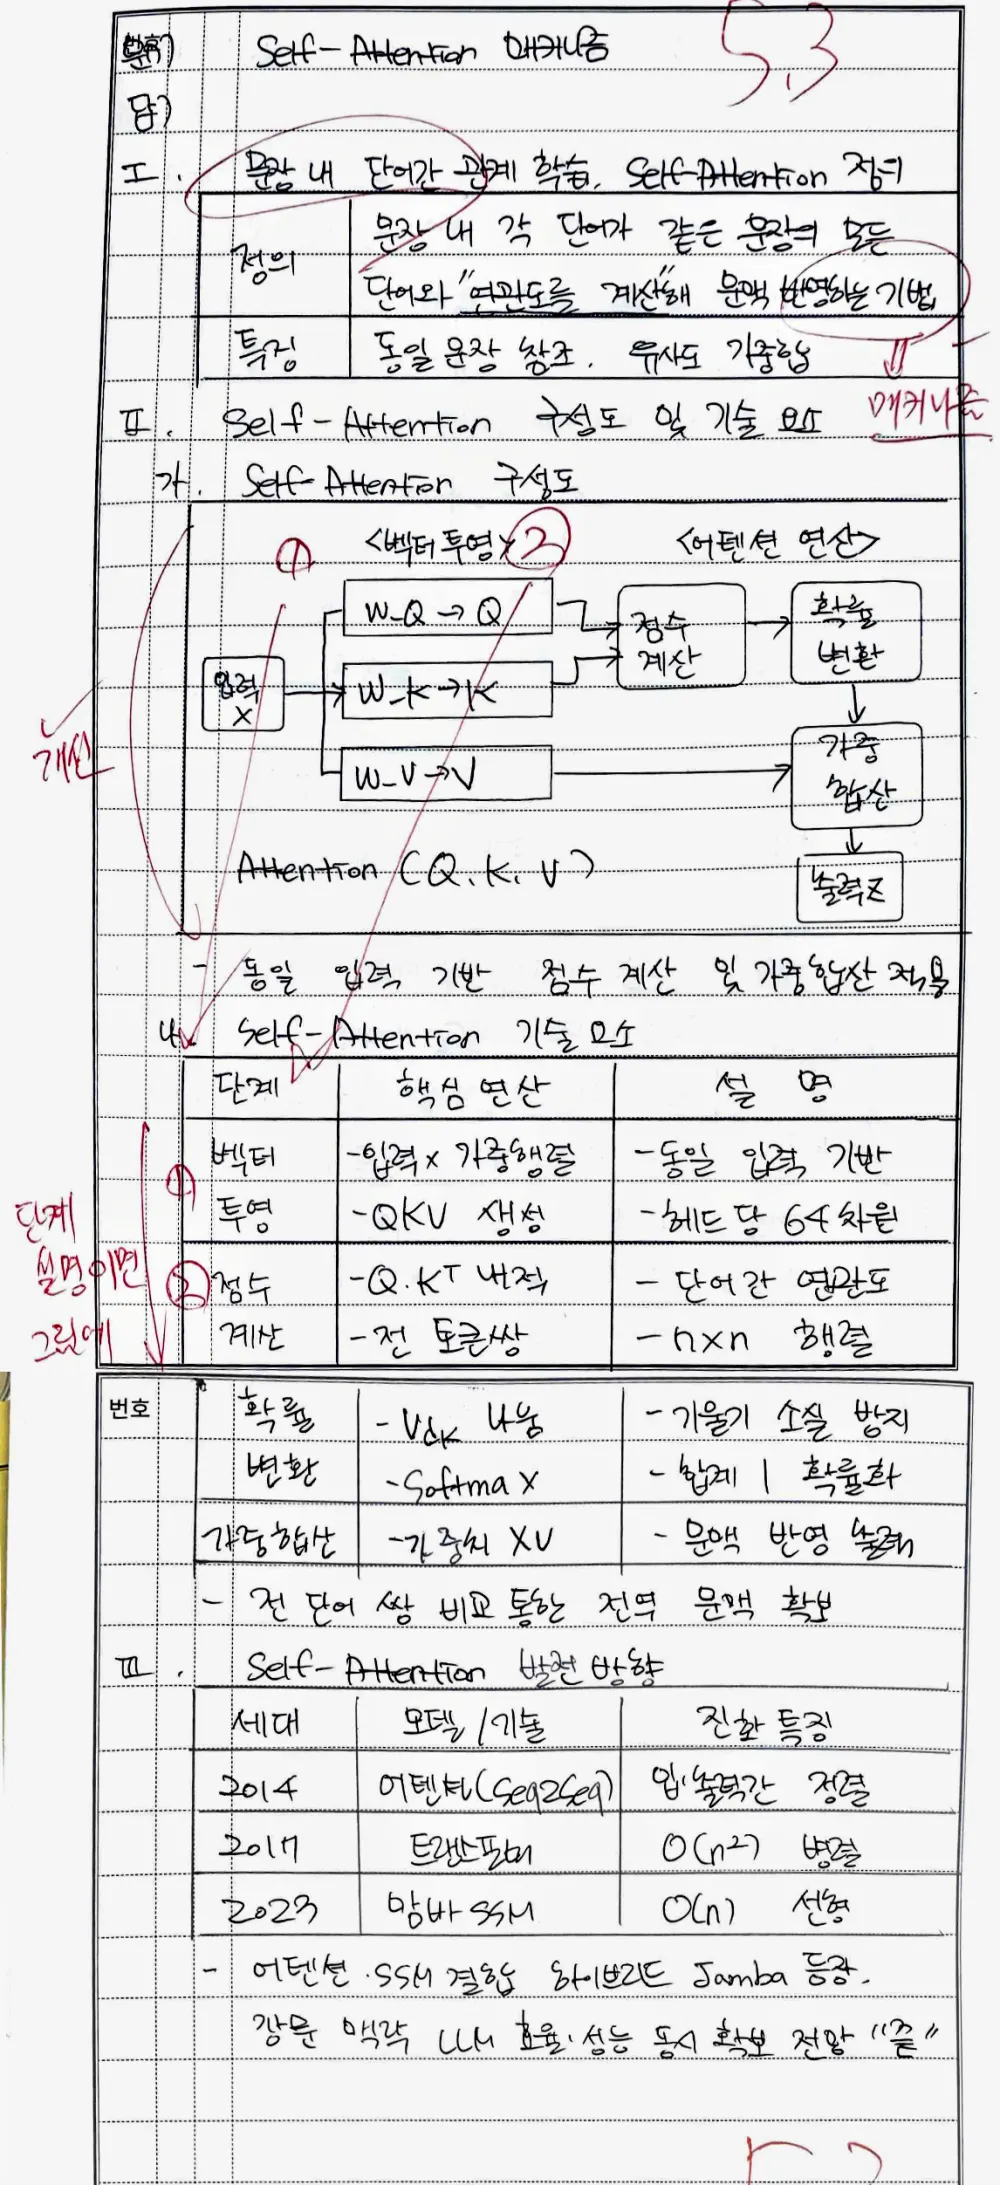 문1) Self-Attention 매커니즘 5.3
답)
I. 문장 내 단어간 관계 학습, Self-Attention 정의
정의 문장 내 각 단어가 같은 문장의 모든
단어와 "연관도를 계산"해 문맥 반영하는 기법
특징 동일 문장 참조, 유사도 가중합
매커니즘
II. Self-Attention 구성도 및 기술 요소
가. Self-Attention 구성도
① <벡터 투영> ② <어텐션 연산>
W_Q → Q 점수 계산 확률 변환
입력 X W_K → K
개선
W_V → V 가중 합산
Attention (Q, K, V) 출력 Z
- 동일 입력 기반 점수 계산 및 가중합산 적용
나. Self-Attention 기술요소
단계 핵심 연산 설명
벡터 투영 -입력 x 가중행렬 -동일 입력 기반
① -QKV 생성 -헤드 당 64차원
단계 설명이면 그림에
② 점수 계산 -Q.KT 내적 - 단어간 연관도
-전 토큰쌍 - n×n 행렬
번호 확률 변환 - √dk 나눔 - 기울기 소실 방지
-Softmax - 합계 1 확률화
가중합산 -가중치 XV - 문맥 반영 출력
- 전 단어 쌍 비교 통한 전역 문맥 확보
III. Self-Attention 발전 방향
세대 모델/기술 진화 특징
2014 어텐션(Seq2Seq) 입·출력간 정렬
2017 트랜스포머 O(n²) 병렬
2023 맘바 SSM O(n) 선형
- 어텐션·SSM 결합 하이브리드 Jamba 등장.
장문 맥락 LLM 효율·성능 동시 확보 전망 "끝"